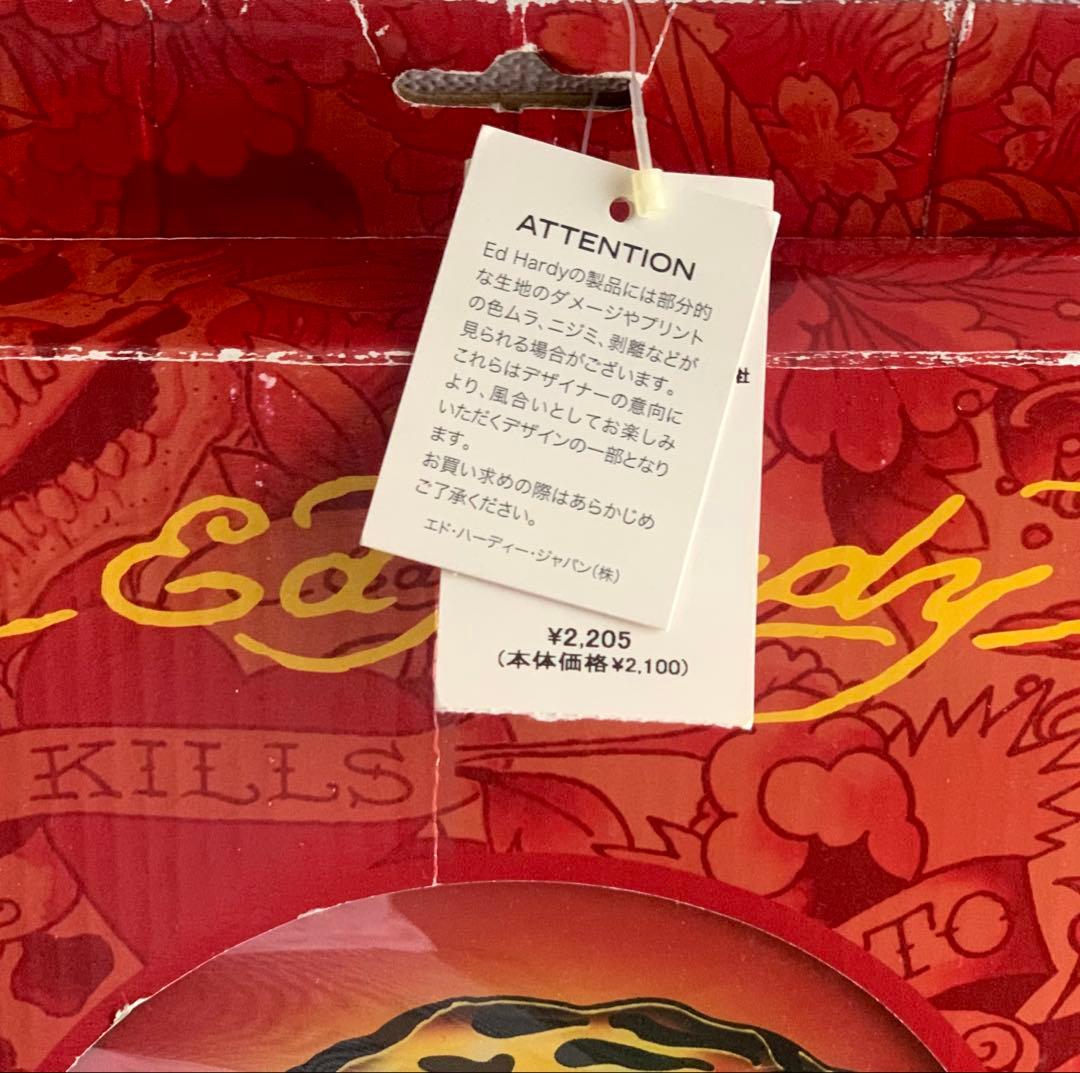 ATTENTION
Ed Hardyの製品には部分的
な生地のダメージやプリント
の色ムラ、ニジミ、剥離などが
見られる場合がございます。
これらはデザイナーの意向に
より、風合いとしてお楽しみ
いただくデザインの一部となり
ます。
お買い求めの際はあらかじめ
ご了承ください。
エド・ハーディー・ジャパン(株)
社
¥2,205
(本体価格¥2,100)
Ed
dy
KILLS
TO